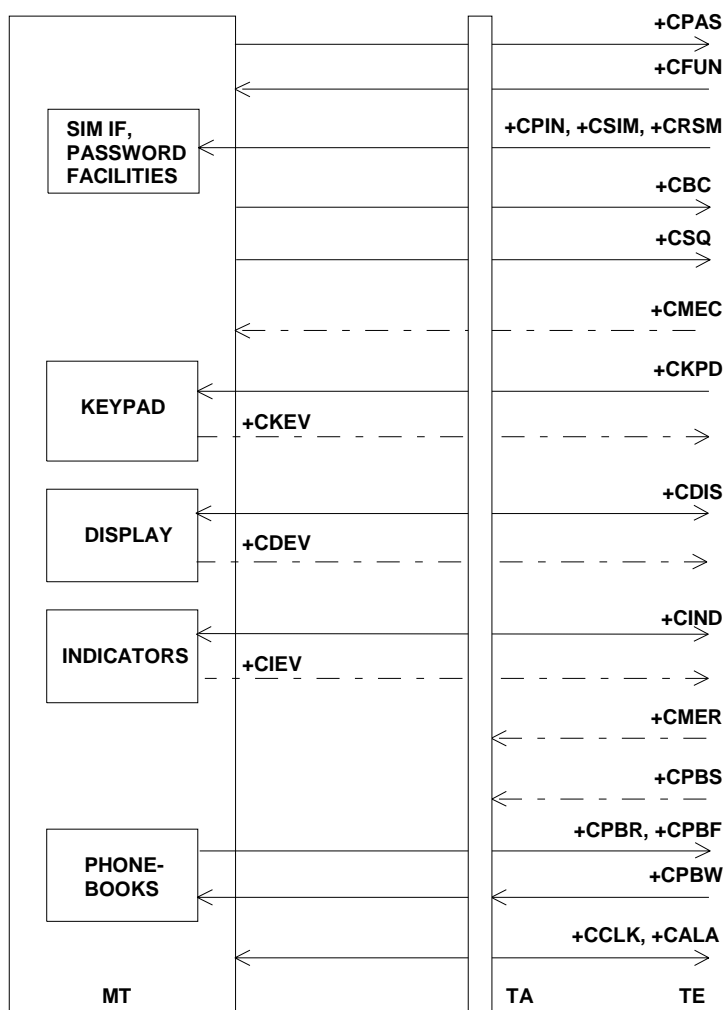 +CPAS
+CFUN
SIM IF,
PASSWORD
FACILITIES
+CPIN, +CSIM, +CRSM
+CBC
+CSQ
+CMEC
+CKPD
KEYPAD
+CKEV
+CDIS
DISPLAY
+CDEV
+CIND
INDICATORS
+CIEV
+CMER
+CPBS
+CPBR, +CPBF
PHONE-
BOOKS
+CPBW
+CCLK, +CALA
MT TA TE